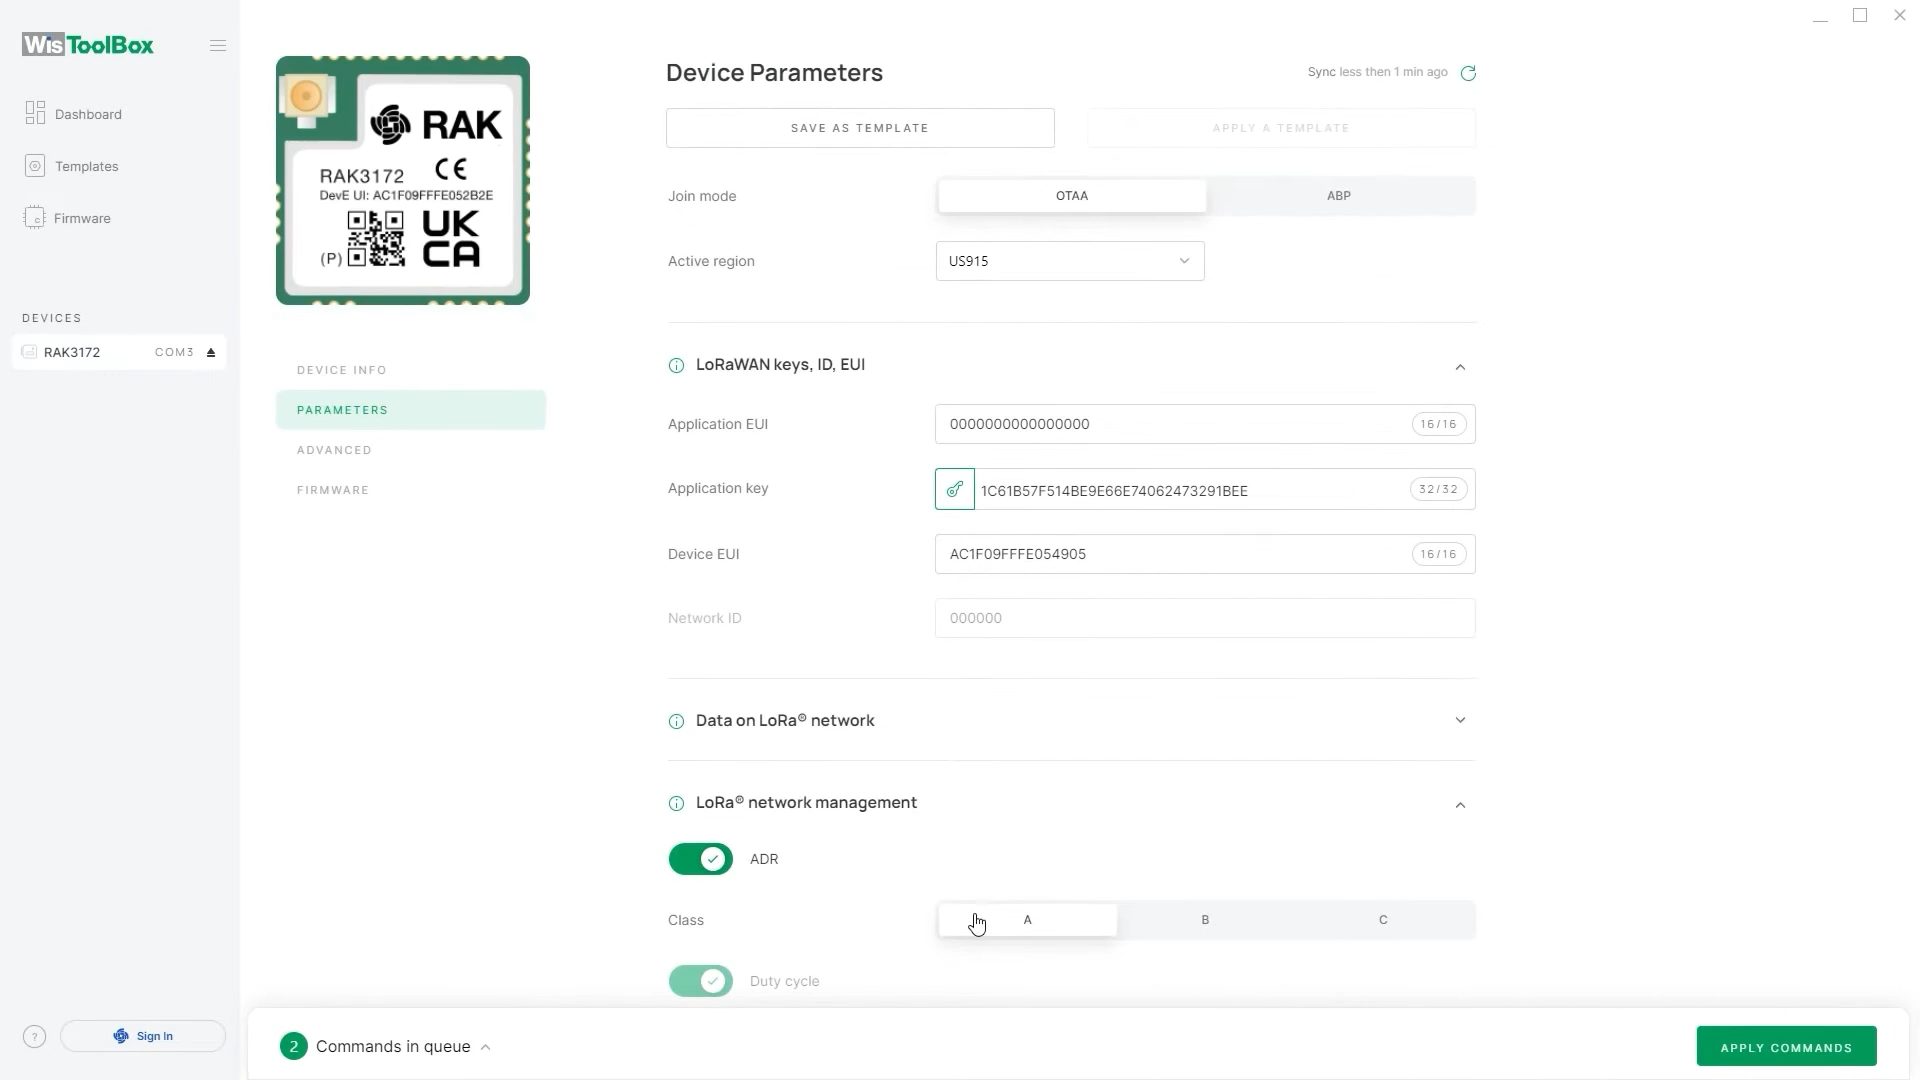 WisToolBox
Dashboard
Templates
Firmware
DEVICES
RAK3172 COM3
? Sign In
RAK
RAK3172 CE
DevE UI: AC1F09FFFE052B2E
(P) UK
CA
DEVICE INFO
PARAMETERS
ADVANCED
FIRMWARE
Device Parameters
Sync less then 1 min ago
SAVE AS TEMPLATE
APPLY A TEMPLATE
Join mode OTAA ABP
Active region US915
LoRaWAN keys, ID, EUI
Application EUI 0000000000000000 16/16
Application key 1C61B57F514BE9E66E74062473291BEE 32/32
Device EUI AC1F09FFFE054905 16/16
Network ID 000000
Data on LoRa® network
LoRa® network management
ADR
Class A B C
Duty cycle
2 Commands in queue
APPLY COMMANDS